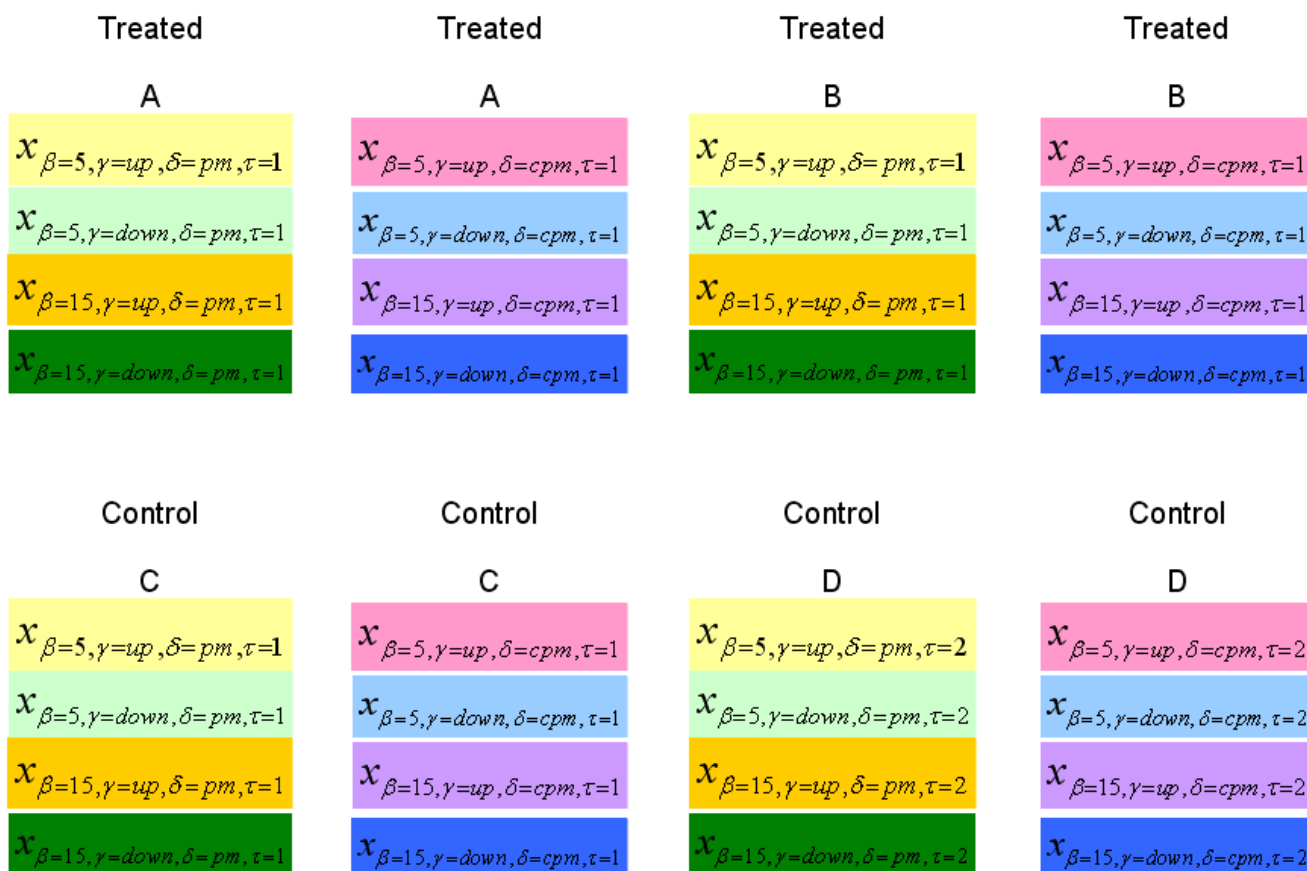 Treated Treated Treated Treated
A A B B
x β=5,γ=up,δ=pm,τ=1 x β=5,γ=up,δ=cpm,τ=1 x β=5,γ=up,δ=pm,τ=1 x β=5,γ=up,δ=cpm,τ=1
x β=5,γ=down,δ=pm,τ=1 x β=5,γ=down,δ=cpm,τ=1 x β=5,γ=down,δ=pm,τ=1 x β=5,γ=down,δ=cpm,τ=1
x β=15,γ=up,δ=pm,τ=1 x β=15,γ=up,δ=cpm,τ=1 x β=15,γ=up,δ=pm,τ=1 x β=15,γ=up,δ=cpm,τ=1
x β=15,γ=down,δ=pm,τ=1 x β=15,γ=down,δ=cpm,τ=1 x β=15,γ=down,δ=pm,τ=1 x β=15,γ=down,δ=cpm,τ=1
Control Control Control Control
C C D D
x β=5,γ=up,δ=pm,τ=1 x β=5,γ=up,δ=cpm,τ=1 x β=5,γ=up,δ=pm,τ=2 x β=5,γ=up,δ=cpm,τ=2
x β=5,γ=down,δ=pm,τ=1 x β=5,γ=down,δ=cpm,τ=1 x β=5,γ=down,δ=pm,τ=2 x β=5,γ=down,δ=cpm,τ=2
x β=15,γ=up,δ=pm,τ=1 x β=15,γ=up,δ=cpm,τ=1 x β=15,γ=up,δ=pm,τ=2 x β=15,γ=up,δ=cpm,τ=2
x β=15,γ=down,δ=pm,τ=1 x β=15,γ=down,δ=cpm,τ=1 x β=15,γ=down,δ=pm,τ=2 x β=15,γ=down,δ=cpm,τ=2